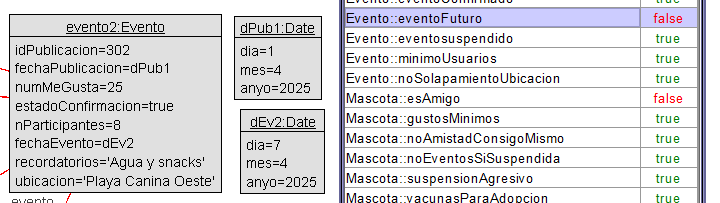 evento2:Evento
idPublicacion=302
fechaPublicacion=dPub1
numMeGusta=25
estadoConfirmacion=true
nParticipantes=8
fechaEvento=dEv2
recordatorios='Agua y snacks'
ubicacion='Playa Canina Oeste'
evento
dPub1:Date
dia=1
mes=4
anyo=2025
dEv2:Date
dia=7
mes=4
anyo=2025
Evento::eventoFuturo false
Evento::eventosuspendido true
Evento::minimoUsuarios true
Evento::noSolapamientoUbicacion true
Mascota::esAmigo false
Mascota::gustosMinimos true
Mascota::noAmistadConsigoMismo true
Mascota::noEventosSiSuspendida true
Mascota::suspensionAgresivo true
Mascota::vacunasParaAdopcion true